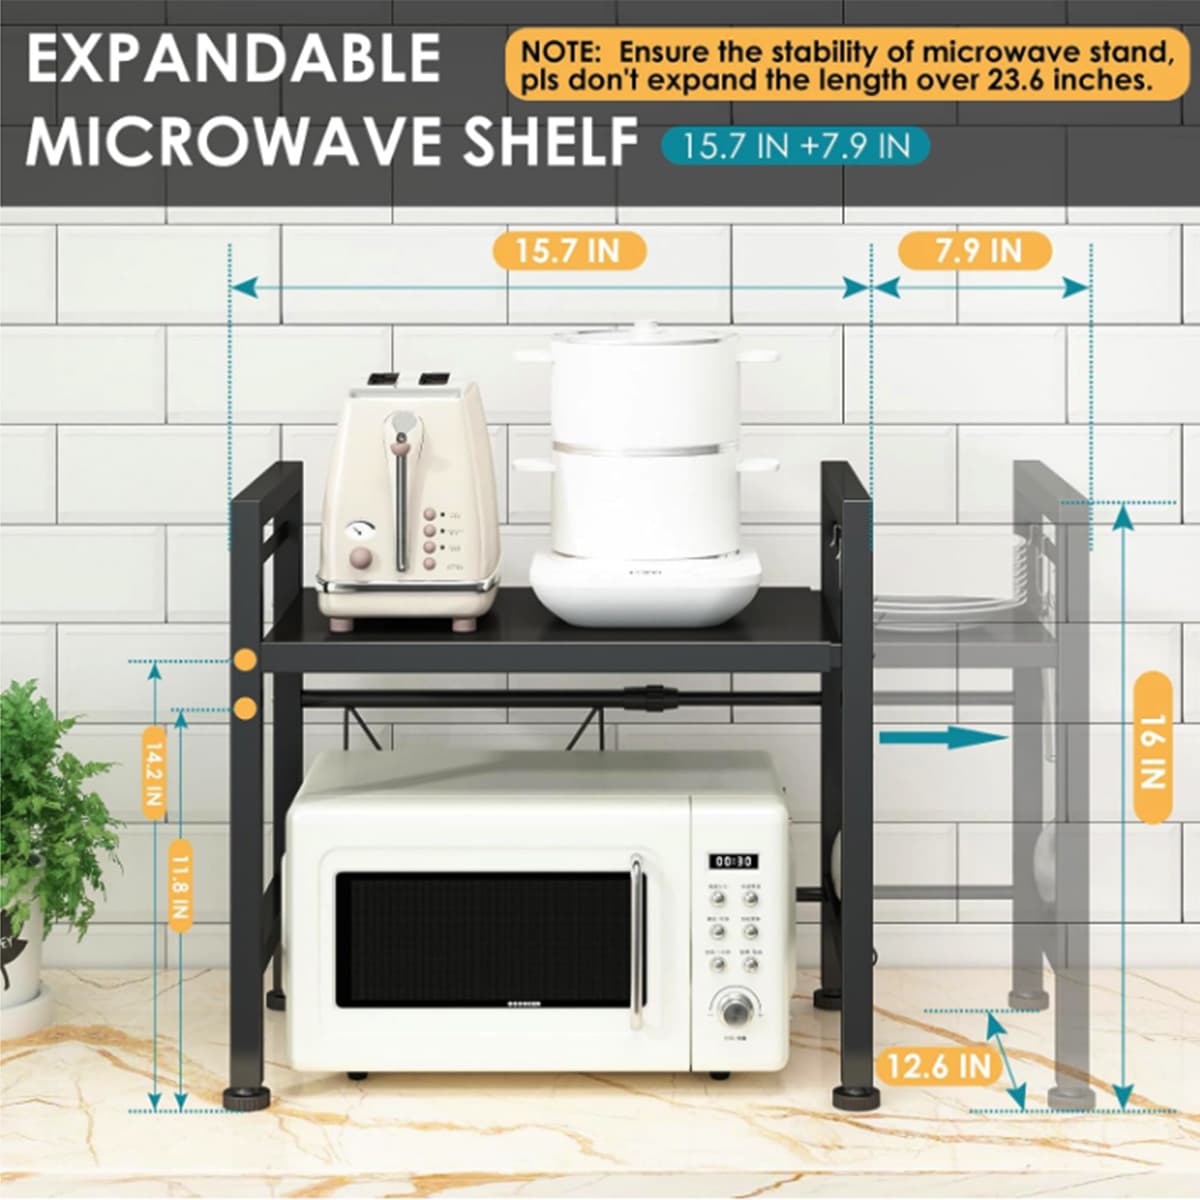 EXPANDABLE
MICROWAVE SHELF
NOTE: Ensure the stability of microwave stand,
pls don't expand the length over 23.6 inches.
15.7 IN +7.9 IN
15.7 IN
7.9 IN
14.2 IN
11.8 IN
16 IN
12.6 IN
00:30